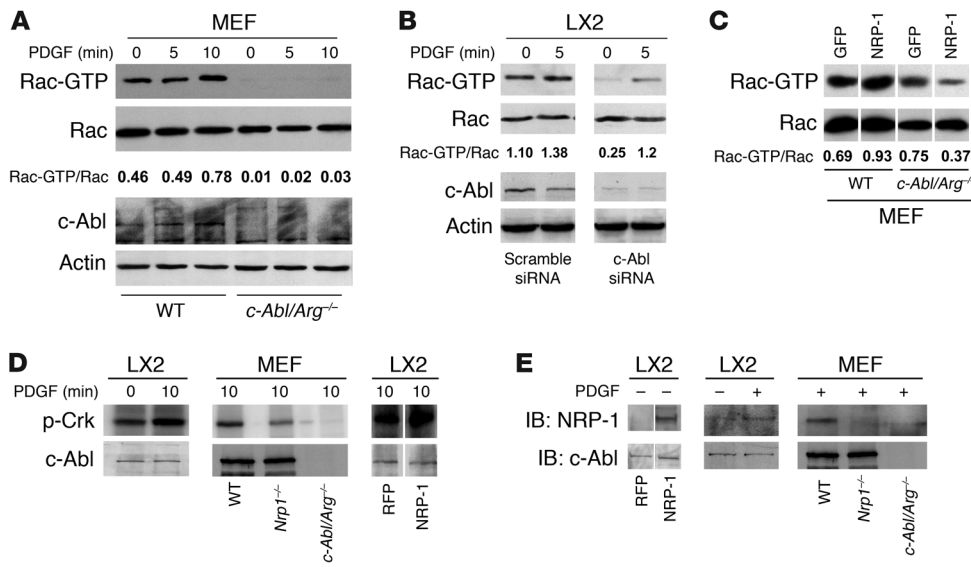 A
MEF
PDGF (min) 0 5 10 0 5 10
Rac-GTP
Rac
Rac-GTP/Rac 0.46 0.49 0.78 0.01 0.02 0.03
c-Abl
Actin
WT c-Abl/Arg–/–
B
LX2
PDGF (min) 0 5 0 5
Rac-GTP
Rac
Rac-GTP/Rac 1.10 1.38 0.25 1.2
c-Abl
Actin
Scramble siRNA
c-Abl siRNA
C
GFP NRP-1 GFP NRP-1
Rac-GTP
Rac
Rac-GTP/Rac 0.69 0.93 0.75 0.37
WT c-Abl/Arg–/–
MEF
D
LX2 MEF LX2
PDGF (min) 0 10 10 10 10 10 10
p-Crk
c-Abl
WT Nrp1–/– c-Abl/Arg–/– RFP NRP-1
E
LX2 LX2 MEF
PDGF – – – + + + +
IB: NRP-1
IB: c-Abl
RFP NRP-1 WT Nrp1–/– c-Abl/Arg–/–